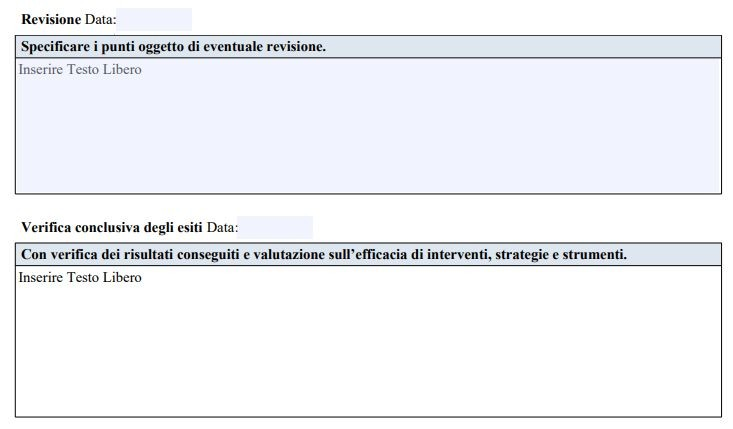 Revisione Data:
Specificare i punti oggetto di eventuale revisione.
Inserire Testo Libero
Verifica conclusiva degli esiti Data:
Con verifica dei risultati conseguiti e valutazione sull’efficacia di interventi, strategie e strumenti.
Inserire Testo Libero